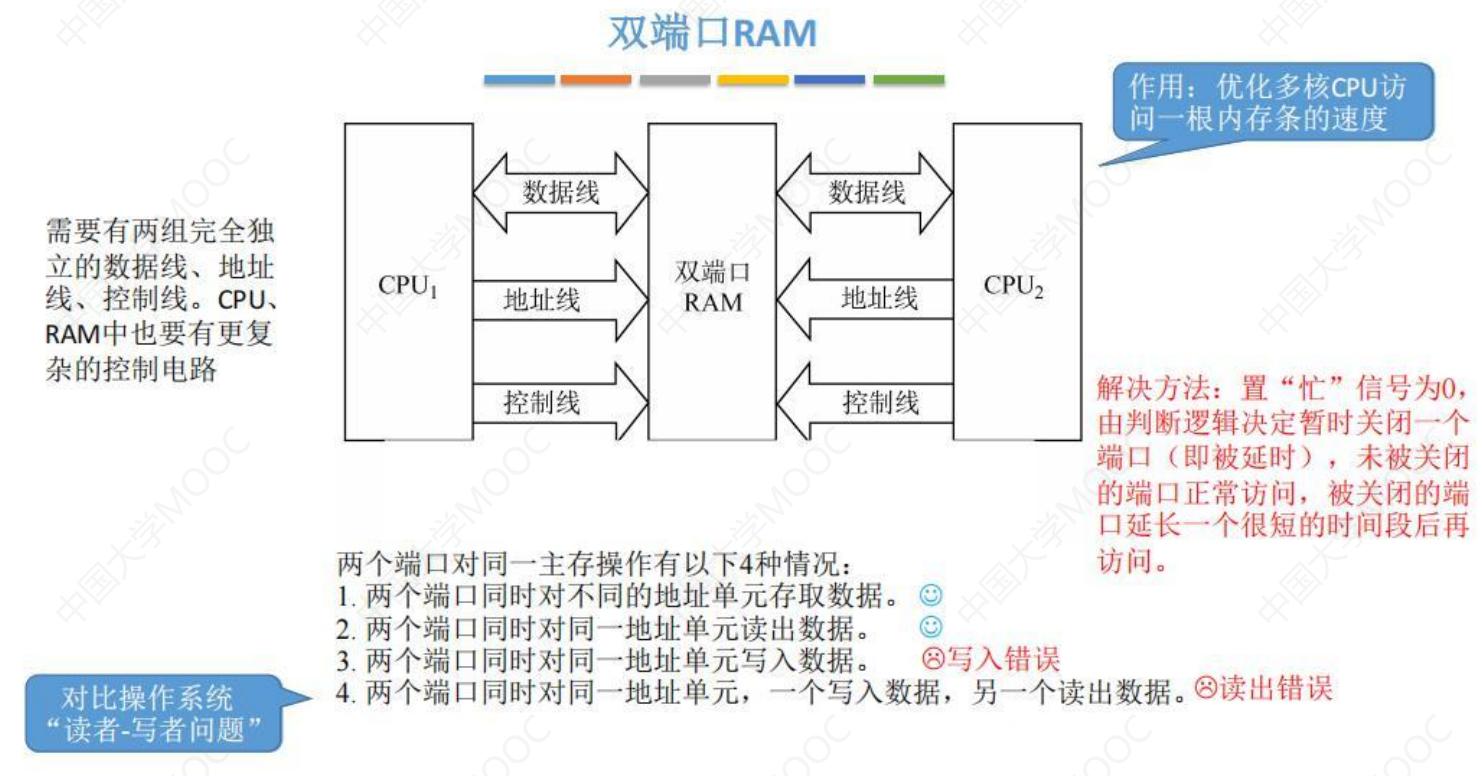 双端口RAM
作用：优化多核CPU访
问一根内存条的速度
需要有两组完全独
立的数据线、地址
线、控制线。CPU、
RAM中也要有更复
杂的控制电路
CPU1
数据线
地址线
控制线
双端口
RAM
数据线
地址线
控制线
CPU2
解决方法：置“忙”信号为0，
由判断逻辑决定暂时关闭一个
端口（即被延时），未被关闭
的端口正常访问，被关闭的端
口延长一个很短的时间段后再
访问。
两个端口对同一主存操作有以下4种情况：
1. 两个端口同时对不同的地址单元存取数据。
2. 两个端口同时对同一地址单元读出数据。
3. 两个端口同时对同一地址单元写入数据。 写入错误
4. 两个端口同时对同一地址单元，一个写入数据，另一个读出数据。读出错误
对比操作系统
“读者-写者问题”
中国大学MOOC